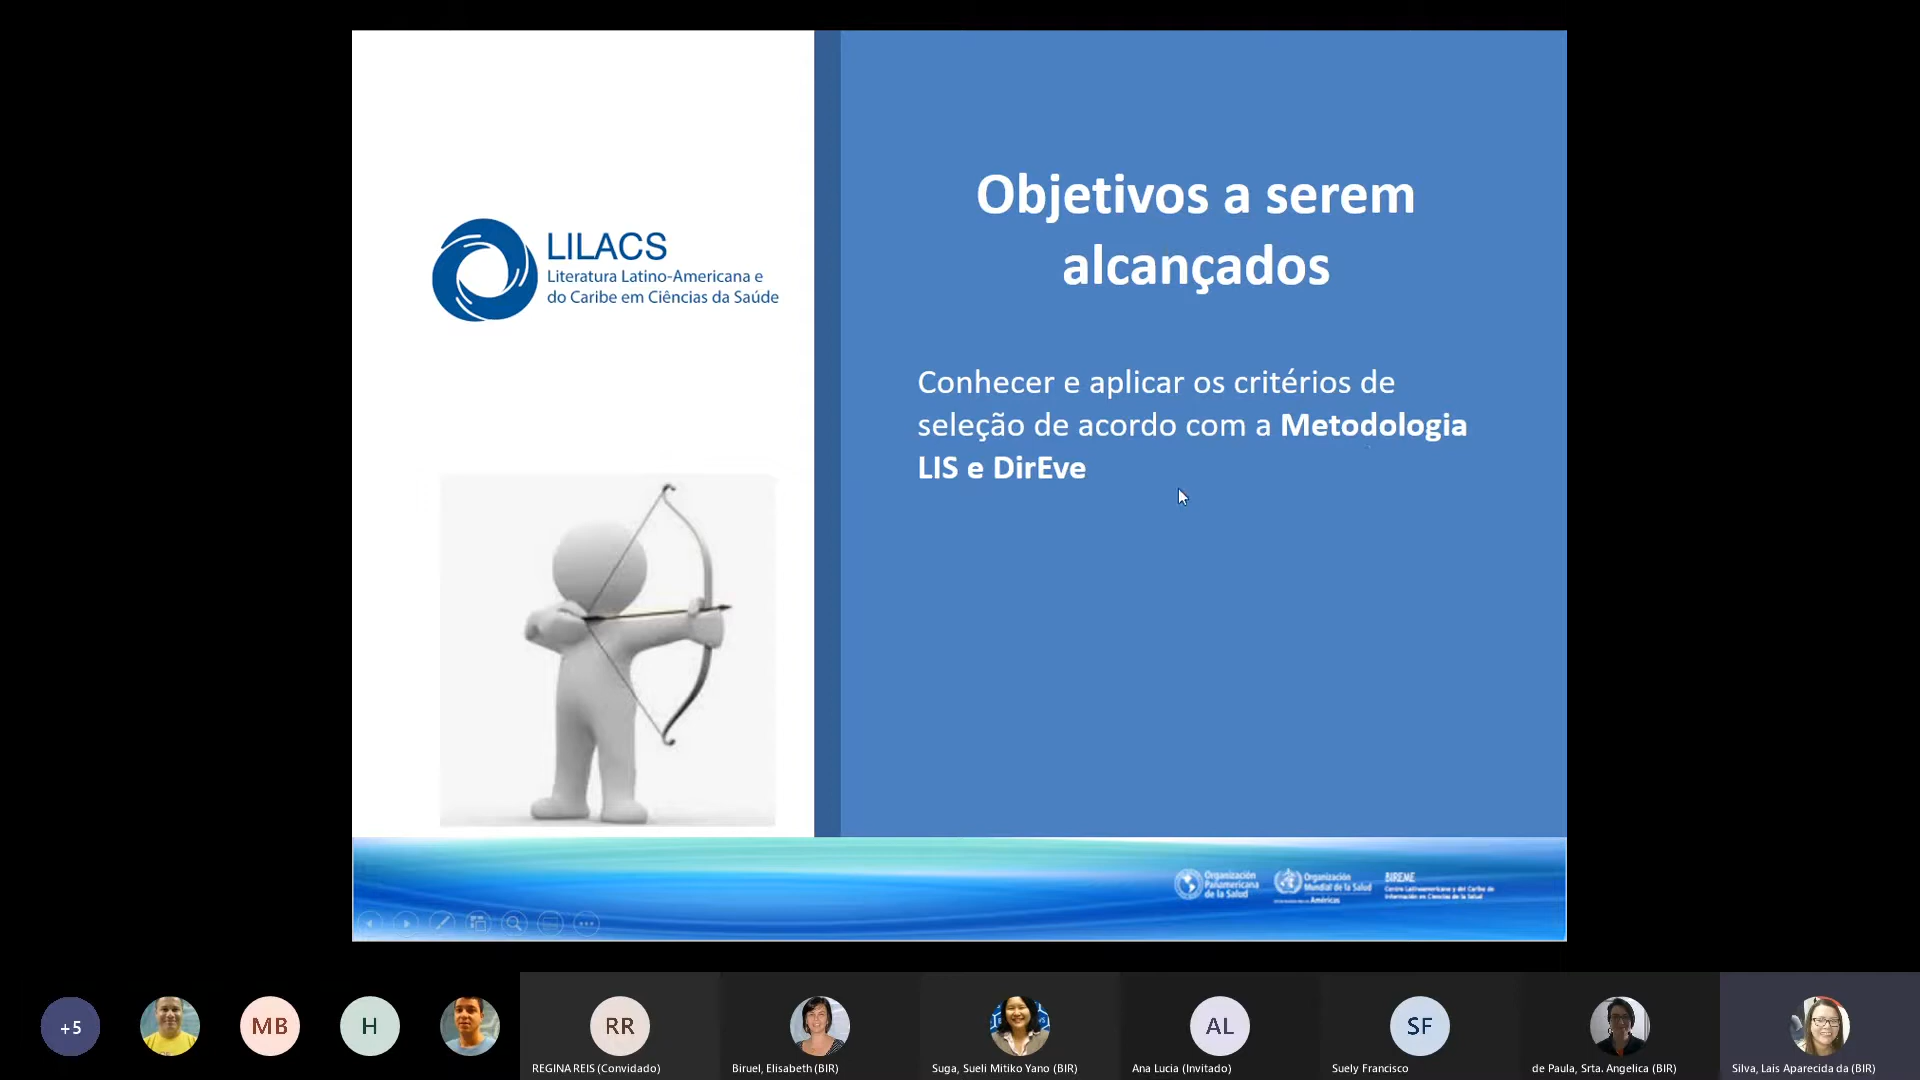 LILACS
Literatura Latino-Americana e
do Caribe em Ciências da Saúde
Objetivos a serem
alcançados
Conhecer e aplicar os critérios de
seleção de acordo com a Metodologia
LIS e DirEve
Organización
Panamericana
de la Salud
Organización
Mundial de la Salud
Américas
BIREME
Centro Latinoamericano y del Caribe de
Información en Ciencias de la Salud
+5
MB
H
RR
AL
SF
REGINA REIS (Convidado)
Biruel, Elisabeth (BIR)
Suga, Sueli Mitiko Yano (BIR)
Ana Lucia (Invitado)
Suely Francisco
de Paula, Srta. Angelica (BIR)
Silva, Lais Aparecida da (BIR)